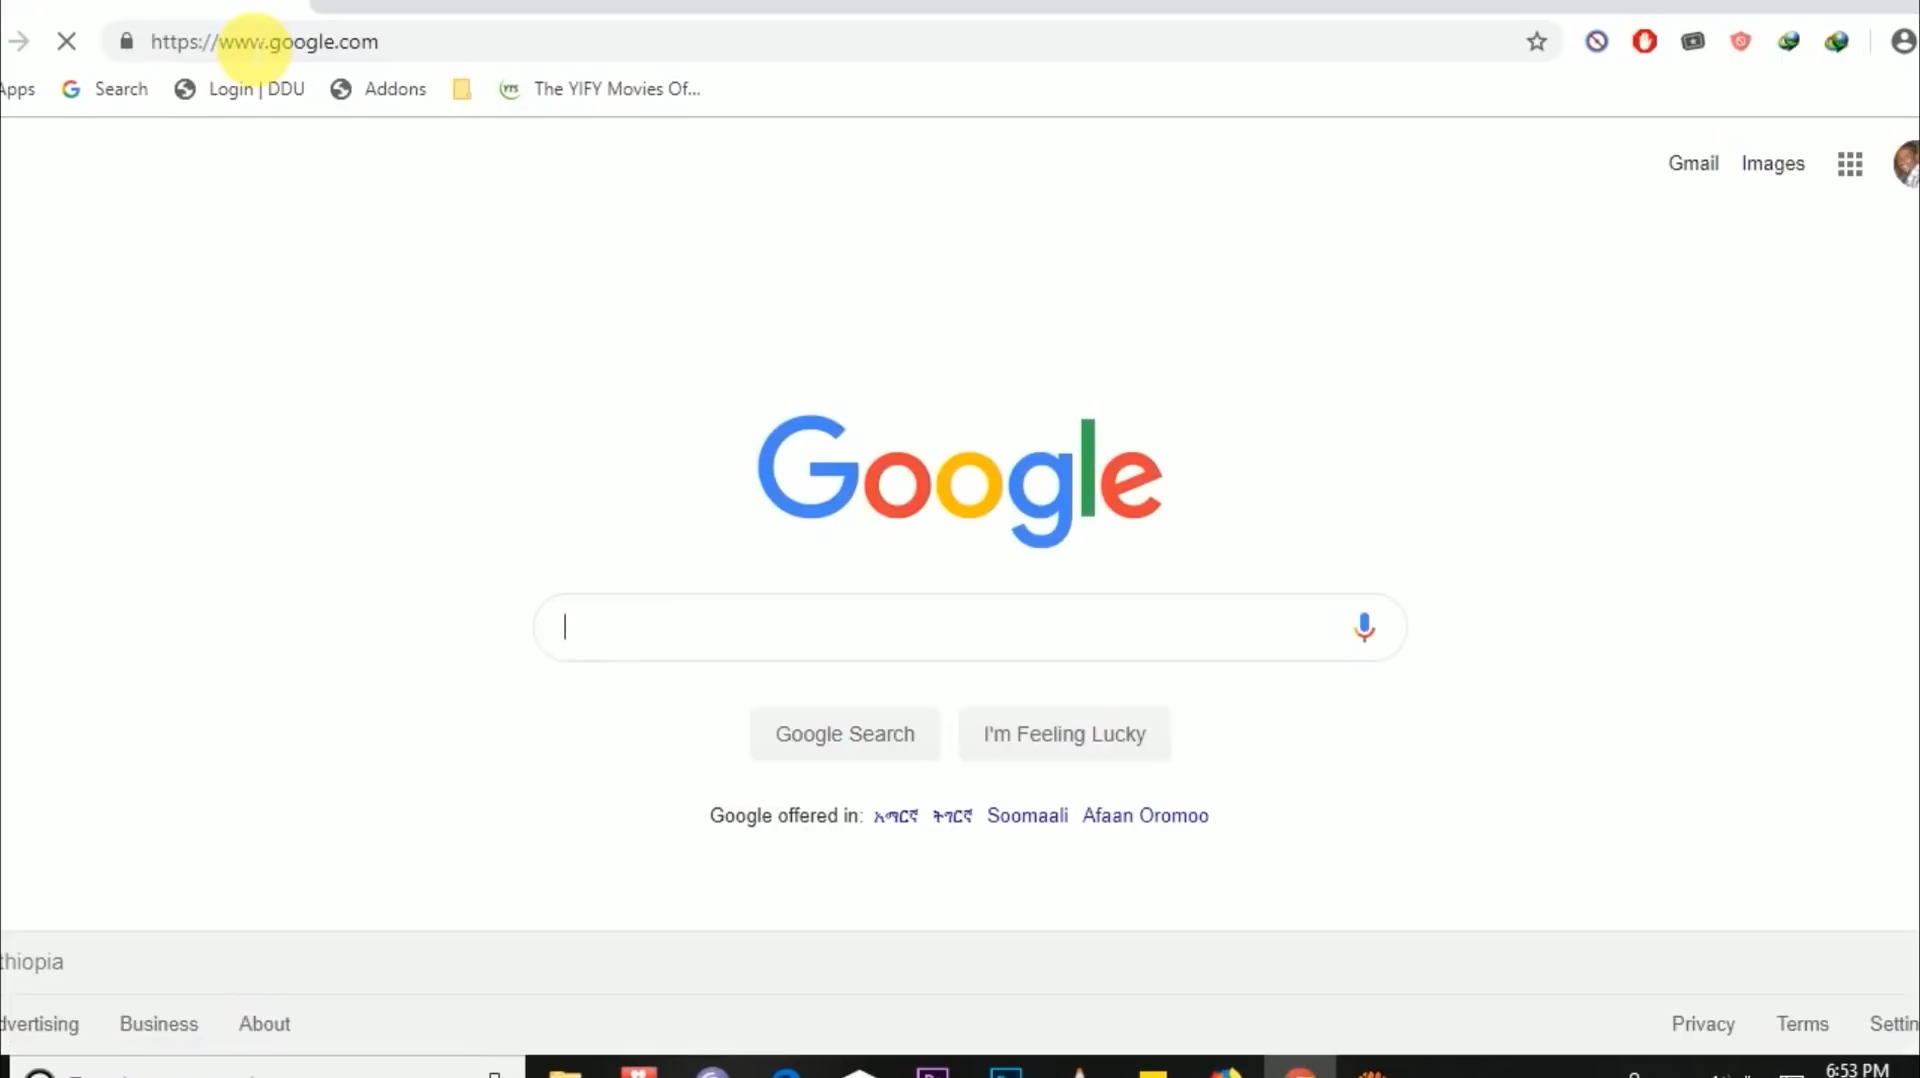 https://www.google.com
Apps Search Login | DDU Addons YTS The YIFY Movies Of...
Gmail Images
Google
Google Search I'm Feeling Lucky
Google offered in: አማርኛ ትግርኛ Soomaali Afaan Oromoo
thiopia
dvertising Business About Privacy Terms Settin
6:53 PM